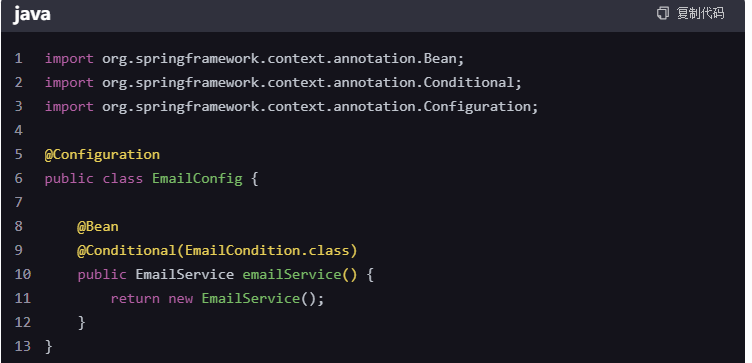 java
复制代码
1 import org.springframework.context.annotation.Bean;
2 import org.springframework.context.annotation.Conditional;
3 import org.springframework.context.annotation.Configuration;
4
5 @Configuration
6 public class EmailConfig {
7
8     @Bean
9     @Conditional(EmailCondition.class)
10     public EmailService emailService() {
11         return new EmailService();
12     }
13 }